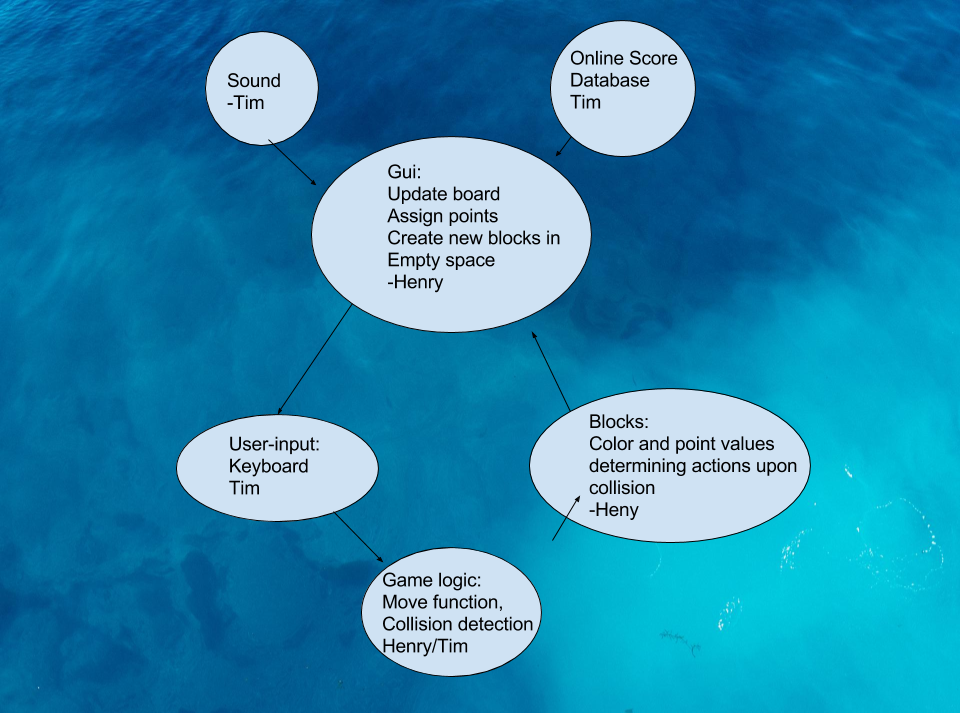 Sound
-Tim
Online Score
Database
Tim
Gui:
Update board
Assign points
Create new blocks in
Empty space
-Henry
User-input:
Keyboard
Tim
Blocks:
Color and point values
determining actions upon
collision
-Heny
Game logic:
Move function,
Collision detection
Henry/Tim